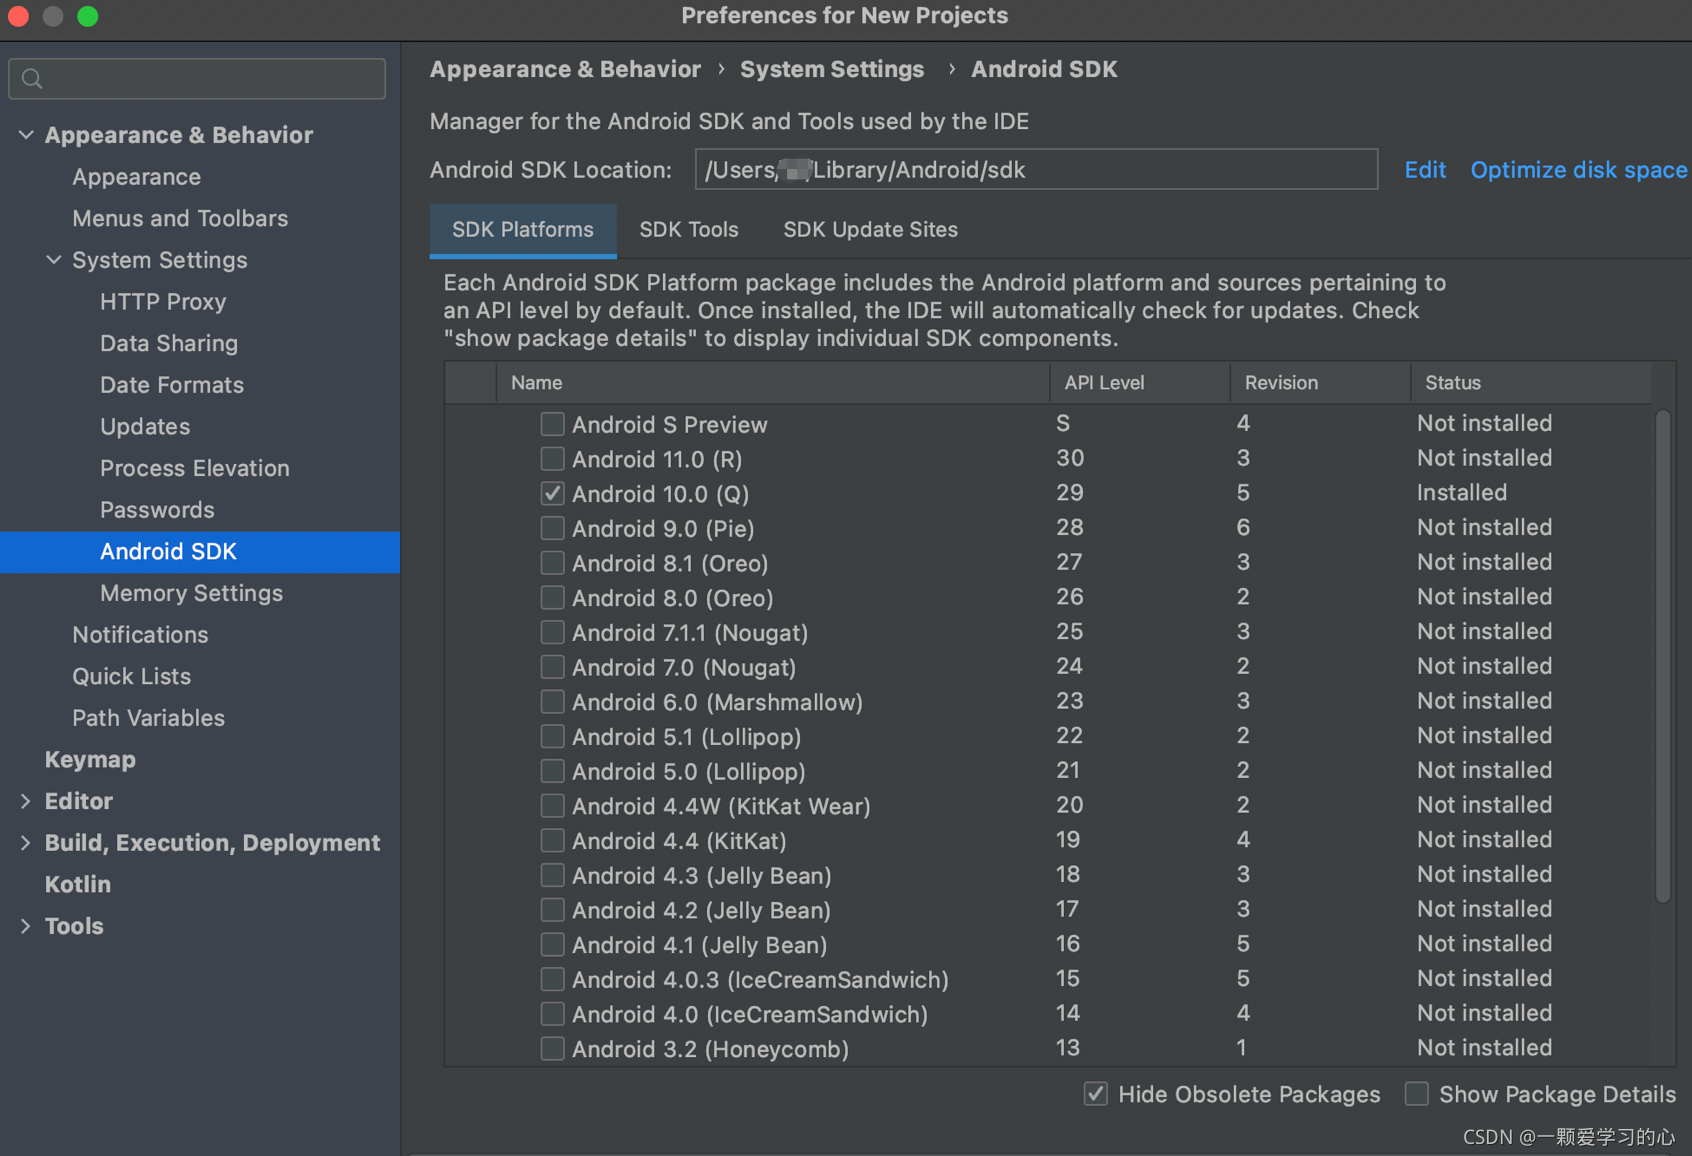 Preferences for New Projects
Appearance & Behavior
Appearance
Menus and Toolbars
System Settings
HTTP Proxy
Data Sharing
Date Formats
Updates
Process Elevation
Passwords
Android SDK
Memory Settings
Notifications
Quick Lists
Path Variables
Keymap
Editor
Build, Execution, Deployment
Kotlin
Tools
Appearance & Behavior › System Settings › Android SDK
Manager for the Android SDK and Tools used by the IDE
Android SDK Location: /Users/ /Library/Android/sdk Edit Optimize disk space
SDK Platforms SDK Tools SDK Update Sites
Each Android SDK Platform package includes the Android platform and sources pertaining to
an API level by default. Once installed, the IDE will automatically check for updates. Check
"show package details" to display individual SDK components.
Name API Level Revision Status
Android S Preview S 4 Not installed
Android 11.0 (R) 30 3 Not installed
Android 10.0 (Q) 29 5 Installed
Android 9.0 (Pie) 28 6 Not installed
Android 8.1 (Oreo) 27 3 Not installed
Android 8.0 (Oreo) 26 2 Not installed
Android 7.1.1 (Nougat) 25 3 Not installed
Android 7.0 (Nougat) 24 2 Not installed
Android 6.0 (Marshmallow) 23 3 Not installed
Android 5.1 (Lollipop) 22 2 Not installed
Android 5.0 (Lollipop) 21 2 Not installed
Android 4.4W (KitKat Wear) 20 2 Not installed
Android 4.4 (KitKat) 19 4 Not installed
Android 4.3 (Jelly Bean) 18 3 Not installed
Android 4.2 (Jelly Bean) 17 3 Not installed
Android 4.1 (Jelly Bean) 16 5 Not installed
Android 4.0.3 (IceCreamSandwich) 15 5 Not installed
Android 4.0 (IceCreamSandwich) 14 4 Not installed
Android 3.2 (Honeycomb) 13 1 Not installed
Hide Obsolete Packages Show Package Details
CSDN @一颗爱学习的心